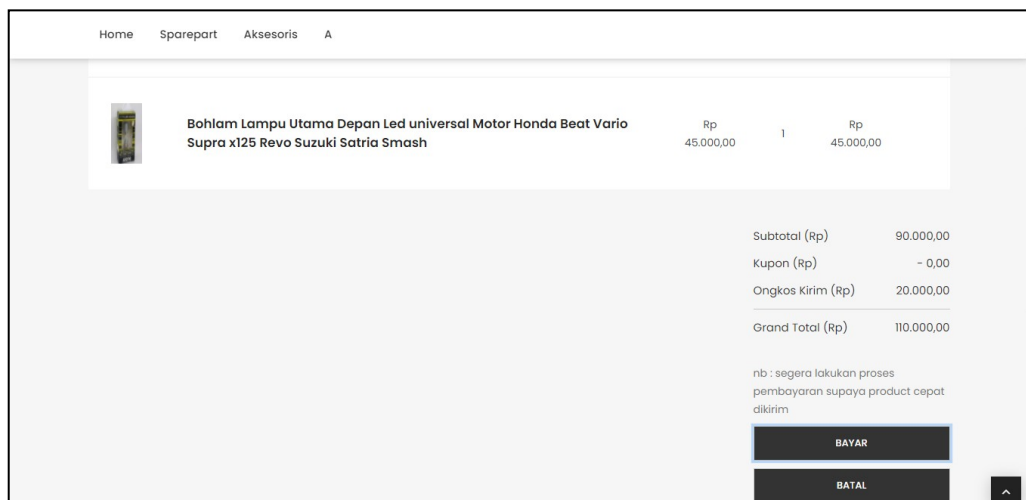 Home Sparepart Aksesoris A
Bohlam Lampu Utama Depan Led universal Motor Honda Beat Vario
Supra x125 Revo Suzuki Satria Smash
Rp
45.000,00
1
Rp
45.000,00
Subtotal (Rp) 90.000,00
Kupon (Rp) - 0,00
Ongkos Kirim (Rp) 20.000,00
Grand Total (Rp) 110.000,00
nb : segera lakukan proses
pembayaran supaya product cepat
dikirim
BAYAR
BATAL